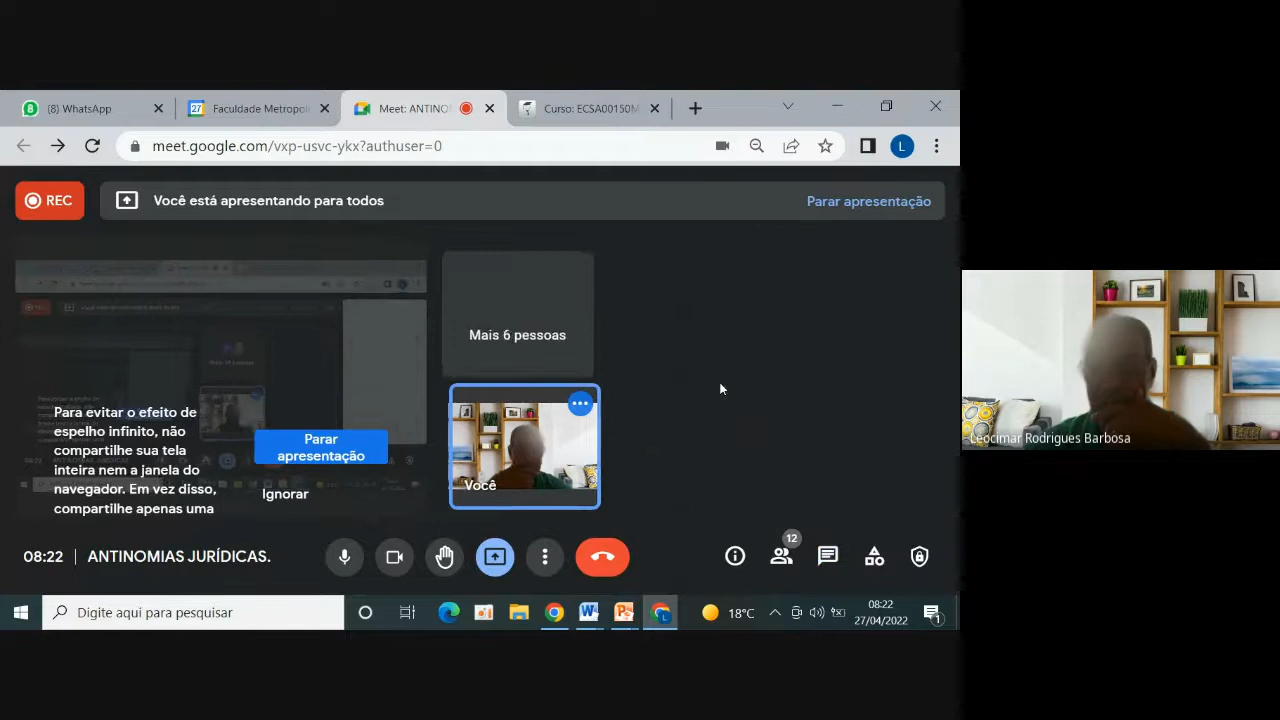 (8) WhatsApp
27
Faculdade Metropol
Meet: ANTINO
Curso: ECSA00150M
meet.google.com/vxp-usvc-ykx?authuser=0
L
REC
Você está apresentando para todos
Parar apresentação
Mais 6 pessoas
Para evitar o efeito de
espelho infinito, não
compartilhe sua tela
inteira nem a janela do
navegador. Em vez disso,
compartilhe apenas uma
Parar
apresentação
Ignorar
Você
Leocimar Rodrigues Barbosa
08:22
ANTINOMIAS JURÍDICAS.
12
Digite aqui para pesquisar
18°C
08:22
27/04/2022
1